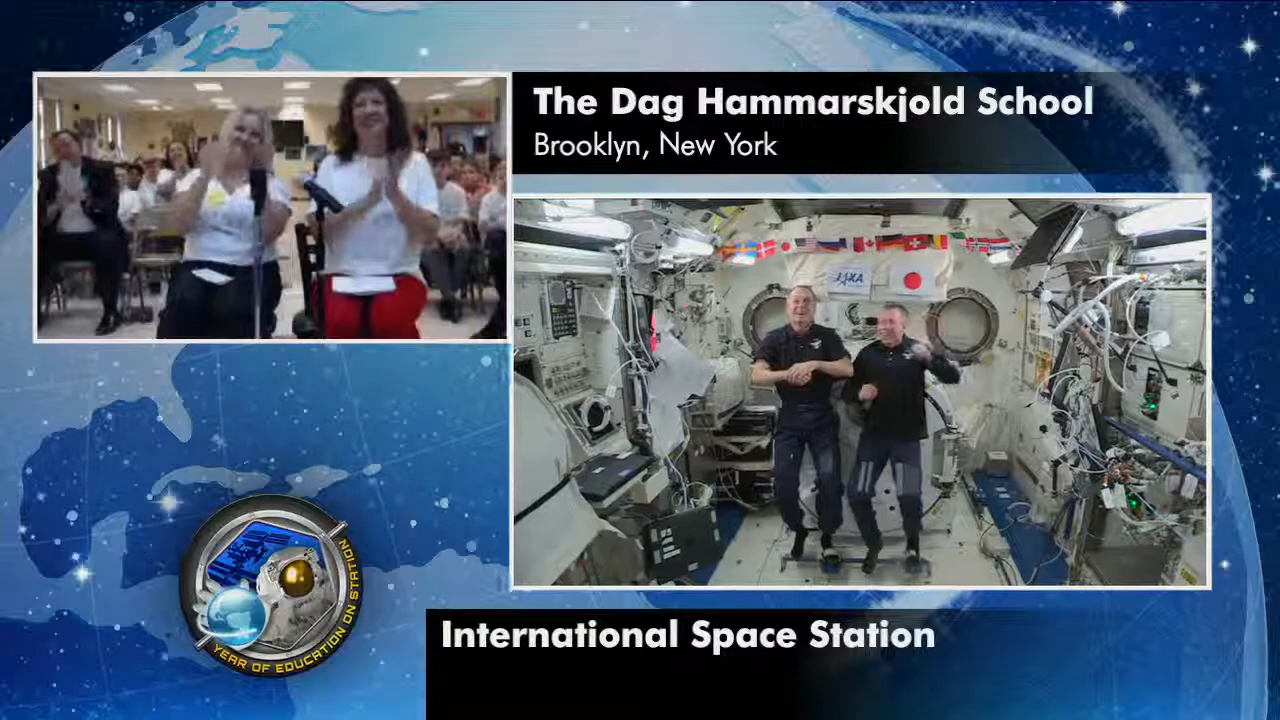 The Dag Hammarskjold School
Brooklyn, New York
JAXA
International Space Station
YEAR OF EDUCATION ON STATION